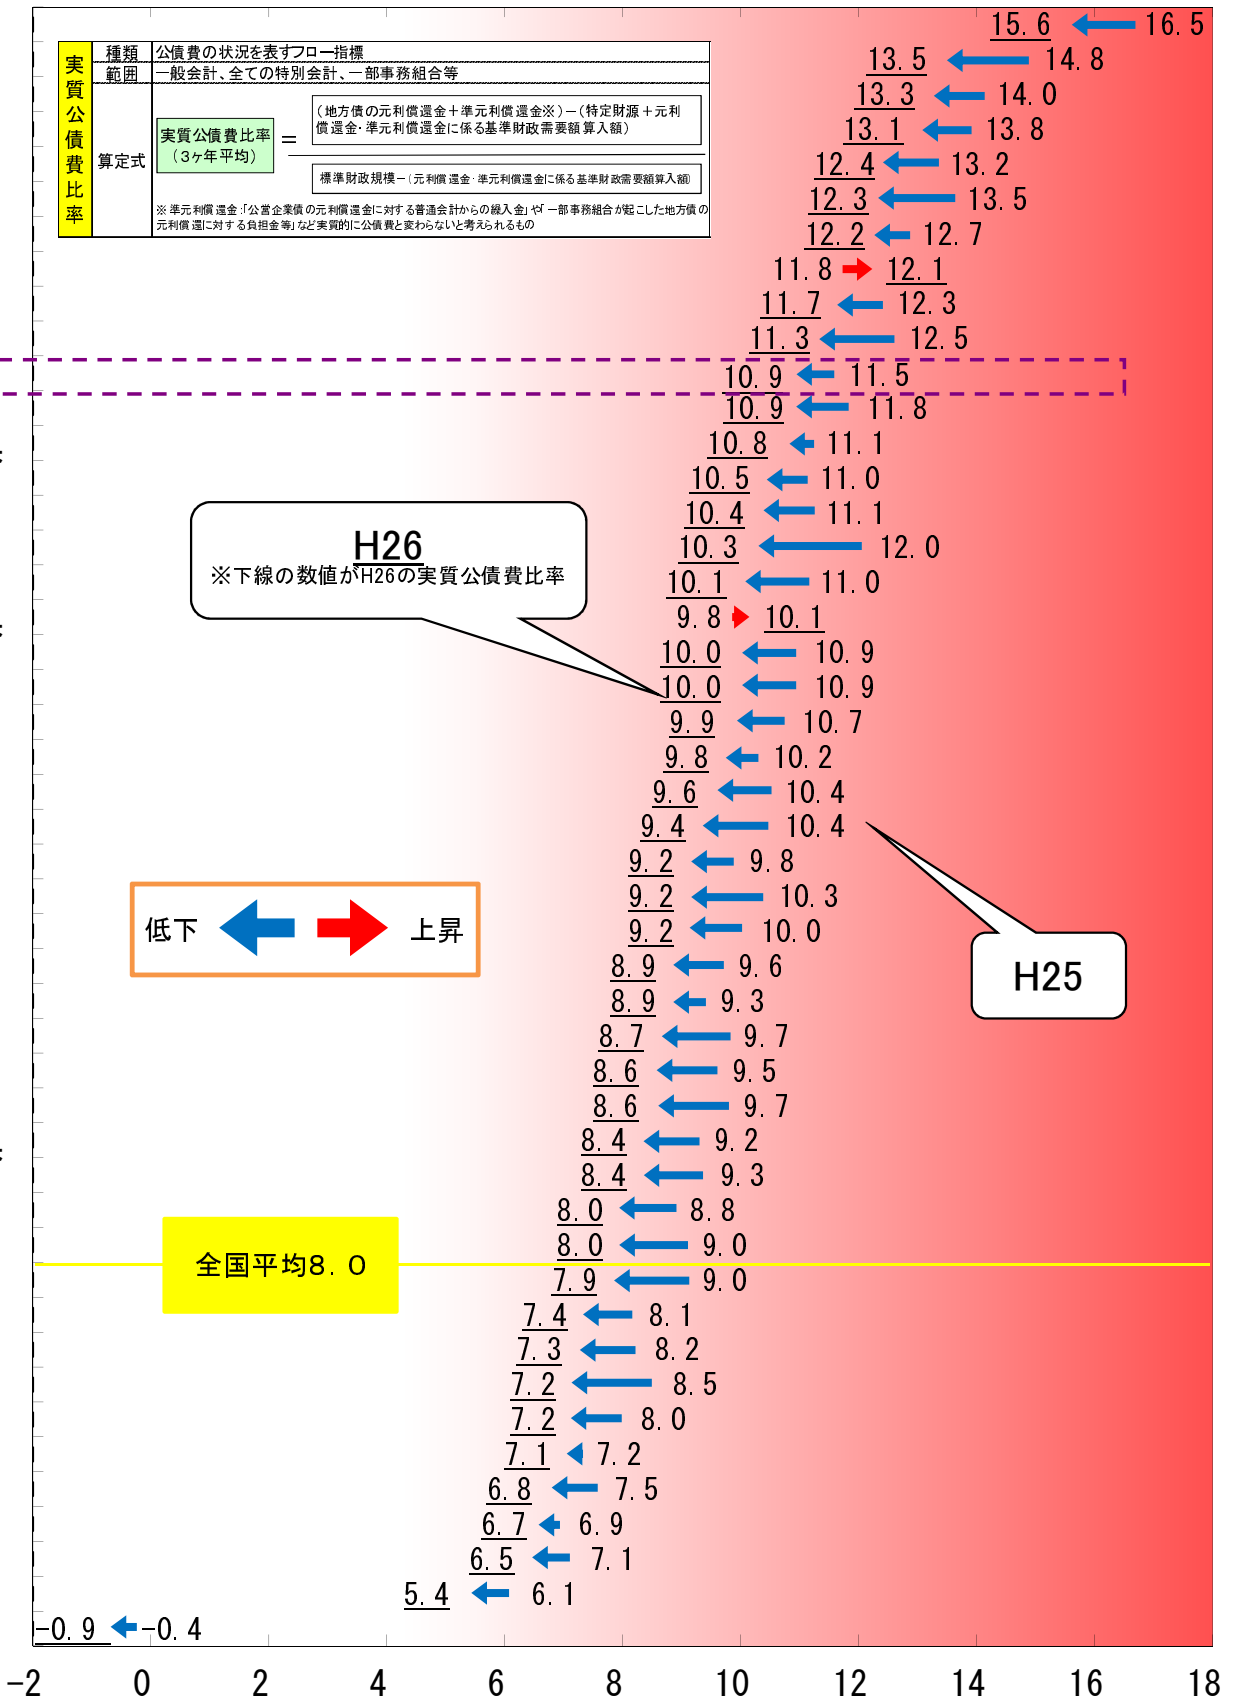 15.6 16.5
実質公債費比率
種類 公債費の状況を表すフロー指標
範囲 一般会計、全ての特別会計、一部事務組合等
算定式
実質公債費比率
(3ヶ年平均)
=
(地方債の元利償還金+準元利償還金※)-(特定財源+元利
償還金・準元利償還金に係る基準財政需要額算入額)
標準財政規模-(元利償還金・準元利償還金に係る基準財政需要額算入額)
※準元利償還金:「公営企業債の元利償還金に対する普通会計からの繰入金」や「一部事務組合が起こした地方債の
元利償還に対する負担金等」など実質的に公債費と変わらないと考えられるもの
13.5 14.8
13.3 14.0
13.1 13.8
12.4 13.2
12.3 13.5
12.2 12.7
11.8 12.1
11.7 12.3
11.3 12.5
10.9 11.5
10.9 11.8
10.8 11.1
10.5 11.0
10.4 11.1
10.3 12.0
H26
※下線の数値がH26の実質公債費比率
10.1 11.0
9.8 10.1
10.0 10.9
10.0 10.9
9.9 10.7
9.8 10.2
9.6 10.4
9.4 10.4
9.2 9.8
9.2 10.3
9.2 10.0
低下 上昇
8.9 9.6
H25
8.9 9.3
8.7 9.7
8.6 9.5
8.6 9.7
8.4 9.2
8.4 9.3
8.0 8.8
8.0 9.0
全国平均8.0
7.9 9.0
7.4 8.1
7.3 8.2
7.2 8.5
7.2 8.0
7.1 7.2
6.8 7.5
6.7 6.9
6.5 7.1
5.4 6.1
-0.9 -0.4
-2 0 2 4 6 8 10 12 14 16 18